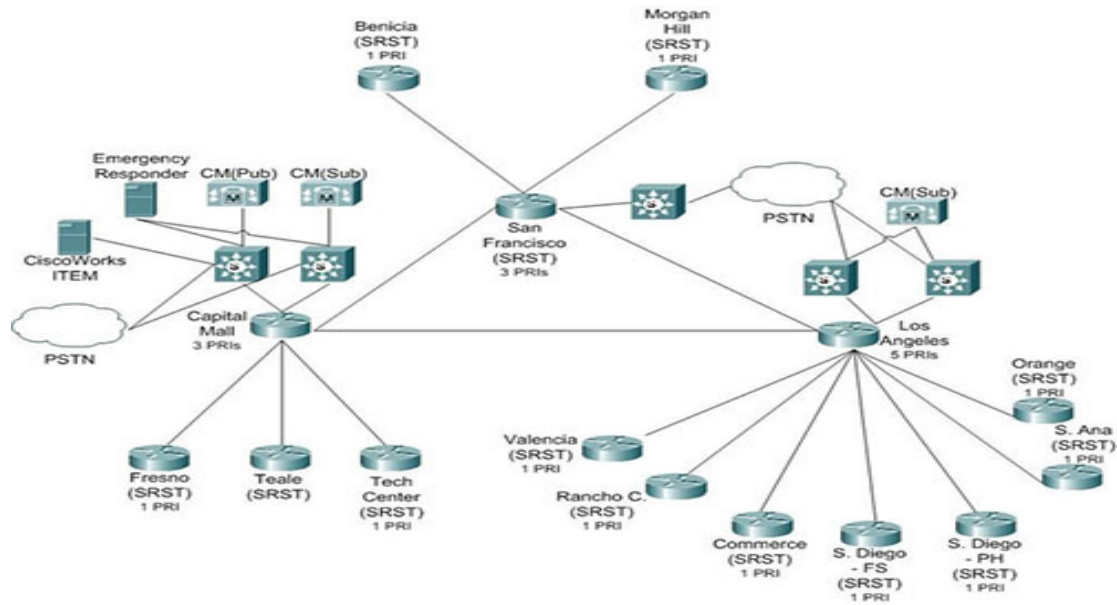 Benicia
(SRST)
1 PRI
Morgan
Hill
(SRST)
1 PRI
Emergency
Responder
CM(Pub)
CM(Sub)
M
M
CiscoWorks
ITEM
PSTN
San
Francisco
(SRST)
3 PRIs
PSTN
CM(Sub)
M
Capital
Mall
3 PRIs
Los
Angeles
5 PRIs
Fresno
(SRST)
1 PRI
Teale
(SRST)
Tech
Center
(SRST)
1 PRI
Valencia
(SRST)
1 PRI
Rancho C.
(SRST)
1 PRI
Commerce
(SRST)
1 PRI
S. Diego
- FS
(SRST)
1 PRI
S. Diego
- PH
(SRST)
1 PRI
Orange
(SRST)
1 PRI
S. Ana
(SRST)
1 PRI